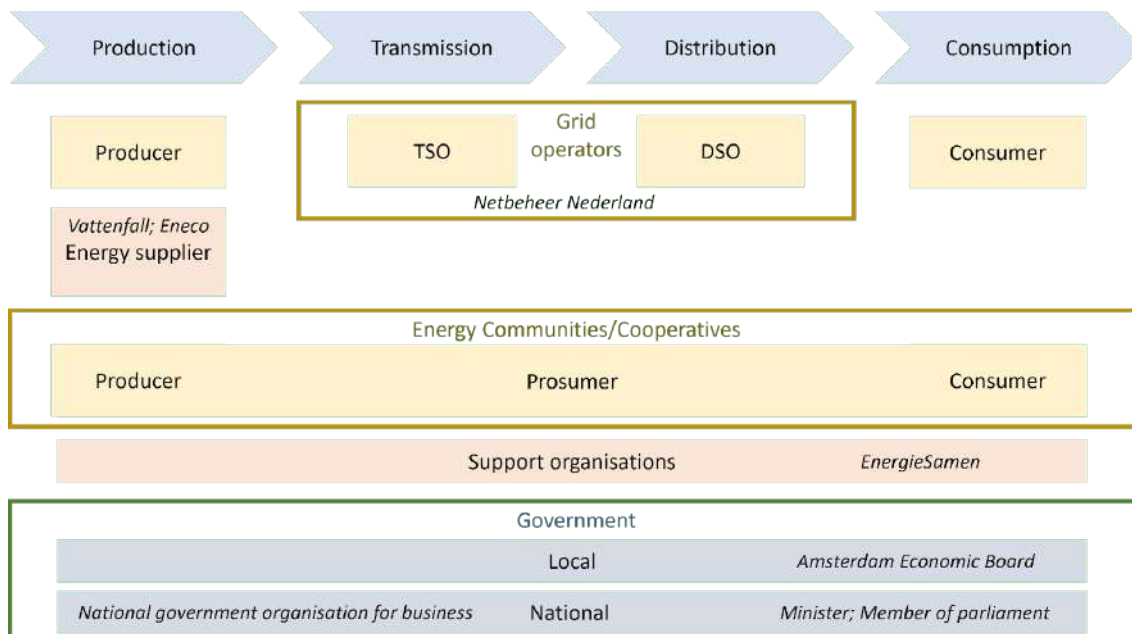 Production
Transmission
Distribution
Consumption
Producer
TSO
Grid
operators
DSO
Consumer
Netbeheer Nederland
Vattenfall; Eneco
Energy supplier
Energy Communities/Cooperatives
Producer
Prosumer
Consumer
Support organisations
EnergieSamen
Government
Local
Amsterdam Economic Board
National government organisation for business
National
Minister; Member of parliament